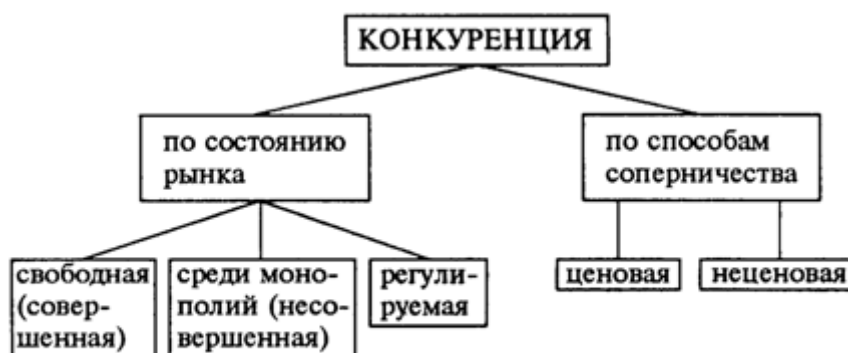 КОНКУРЕНЦИЯ
по состоянию
рынка
по способам
соперничества
свободная
(совер-
шенная)
среди моно-
полий (несо-
вершенная)
регули-
руемая
ценовая
неценовая